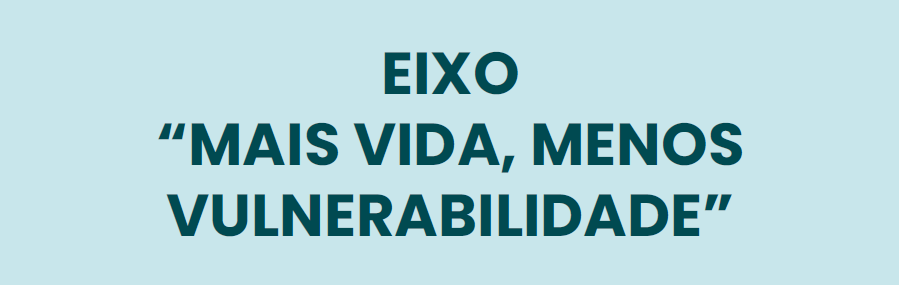 EIXO
“MAIS VIDA, MENOS
VULNERABILIDADE”